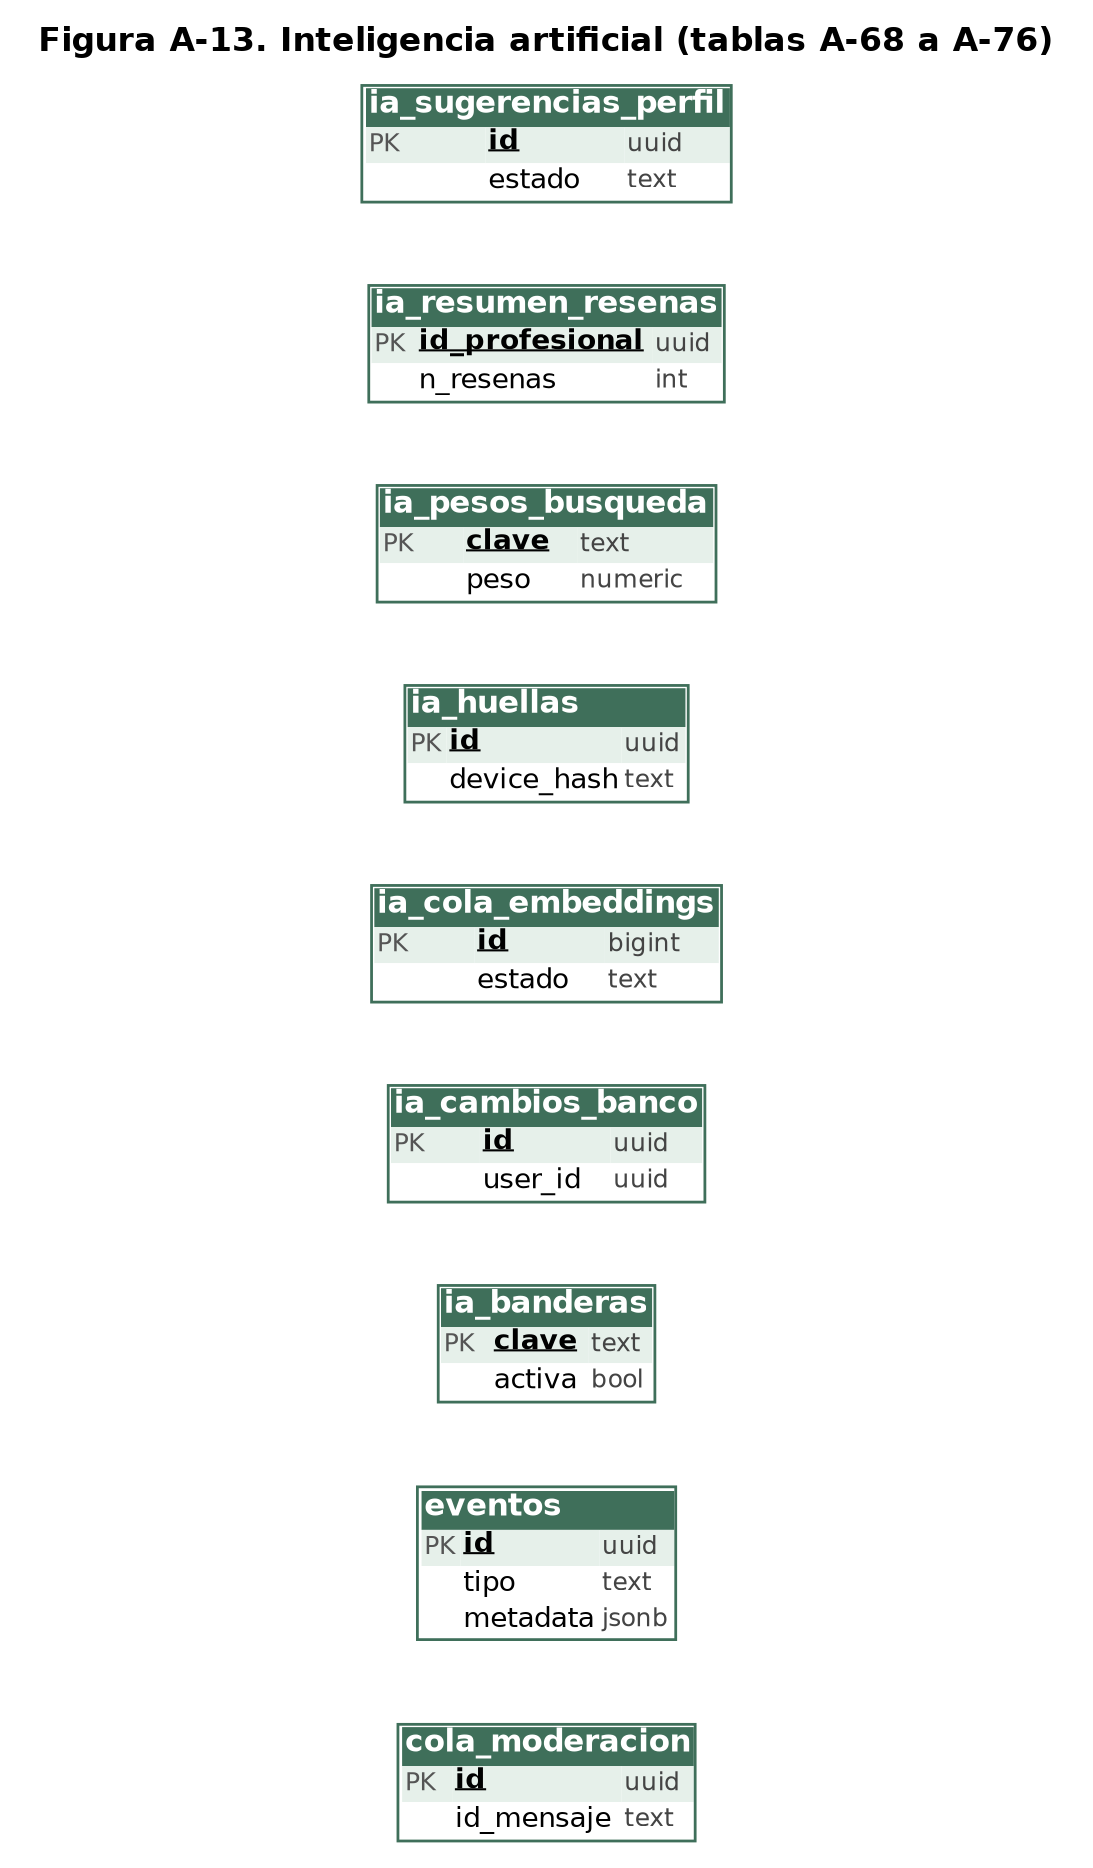 Figura A-13. Inteligencia artificial (tablas A-68 a A-76)
ia_sugerencias_perfil
PK id uuid
estado text
ia_resumen_resenas
PK id_profesional uuid
n_resenas int
ia_pesos_busqueda
PK clave text
peso numeric
ia_huellas
PK id uuid
device_hash text
ia_cola_embeddings
PK id bigint
estado text
ia_cambios_banco
PK id uuid
user_id uuid
ia_banderas
PK clave text
activa bool
eventos
PK id uuid
tipo text
metadata jsonb
cola_moderacion
PK id uuid
id_mensaje text